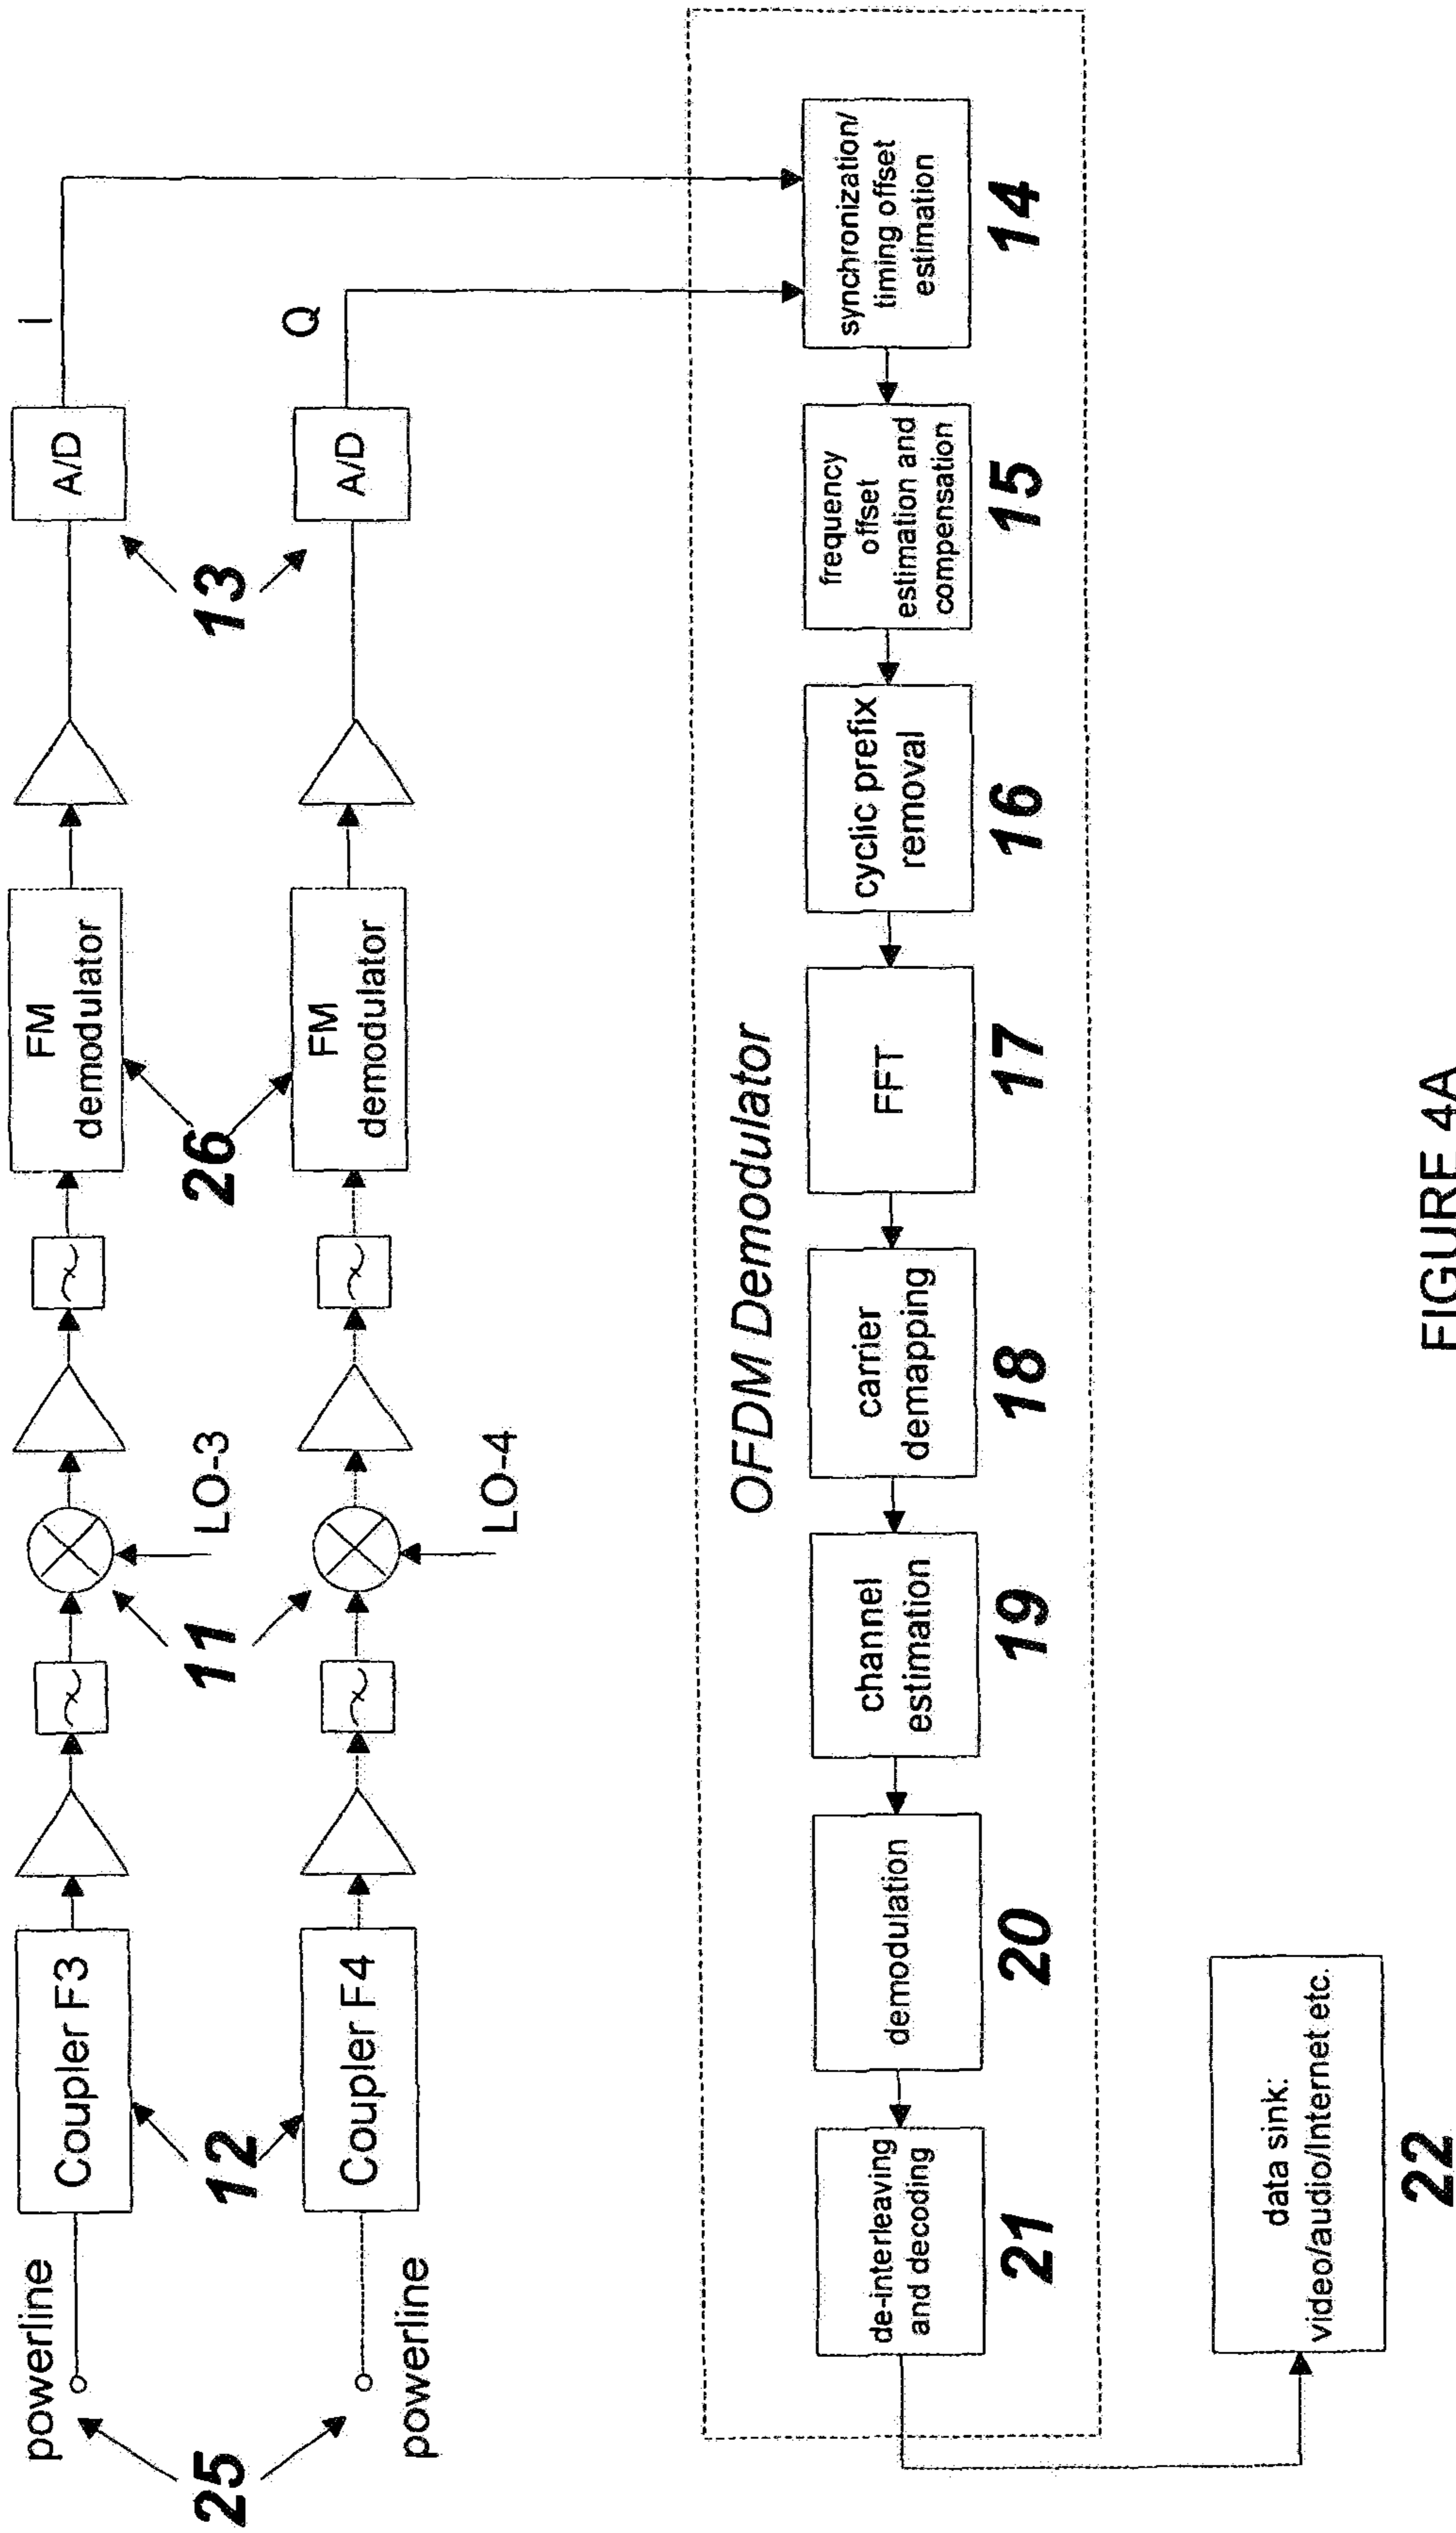 powerline
Coupler F3
LO-3
FM
demodulator
A/D
I
25
12
11
26
13
powerline
Coupler F4
LO-4
FM
demodulator
A/D
Q
OFDM Demodulator
synchronization/
timing offset
estimation
14
frequency
offset
estimation and
compensation
15
cyclic prefix
removal
16
FFT
17
carrier
demapping
18
channel
estimation
19
demodulation
20
de-interleaving
and decoding
21
data sink:
video/audio/Internet etc.
22
FIGURE 4A